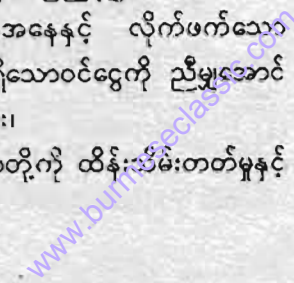 အနေနှင့် လိုက်ဖက်သော
သောဝင်ငွေကို ညီမျှအောင်
း၊
တို့ကဲ့ ထိန်းသိမ်းတတ်မှုနှင့်
www.burmeseclassic.com